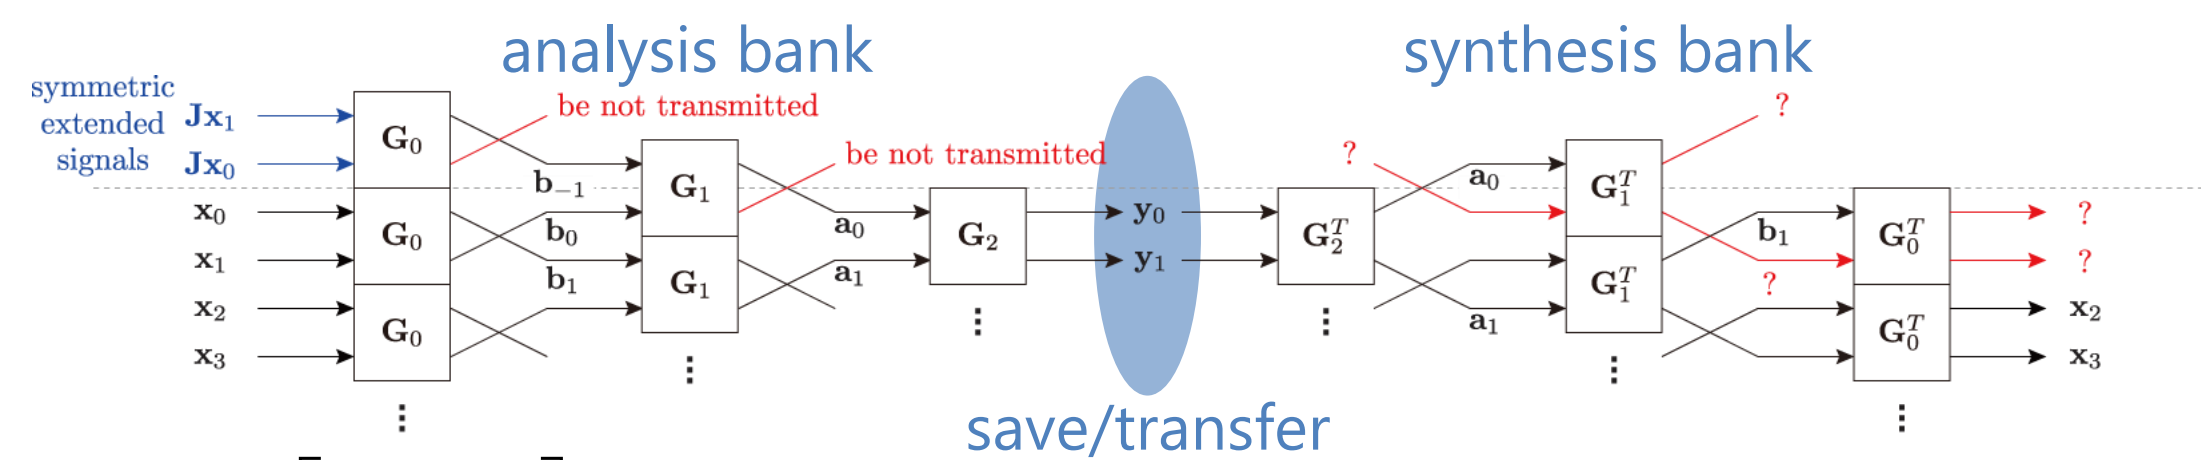 analysis bank
synthesis bank
symmetric
extended
signals
Jx₁
Jx₀
x₀
x₁
x₂
x₃
G₀
G₀
G₀
⋮
be not transmitted
b₋₁
b₀
b₁
G₁
G₁
⋮
be not transmitted
a₀
a₁
G₂
⋮
y₀
y₁
save/transfer
G₂ᵀ
⋮
?
a₀
a₁
G₁ᵀ
G₁ᵀ
⋮
?
b₁
?
G₀ᵀ
G₀ᵀ
⋮
?
?
x₂
x₃